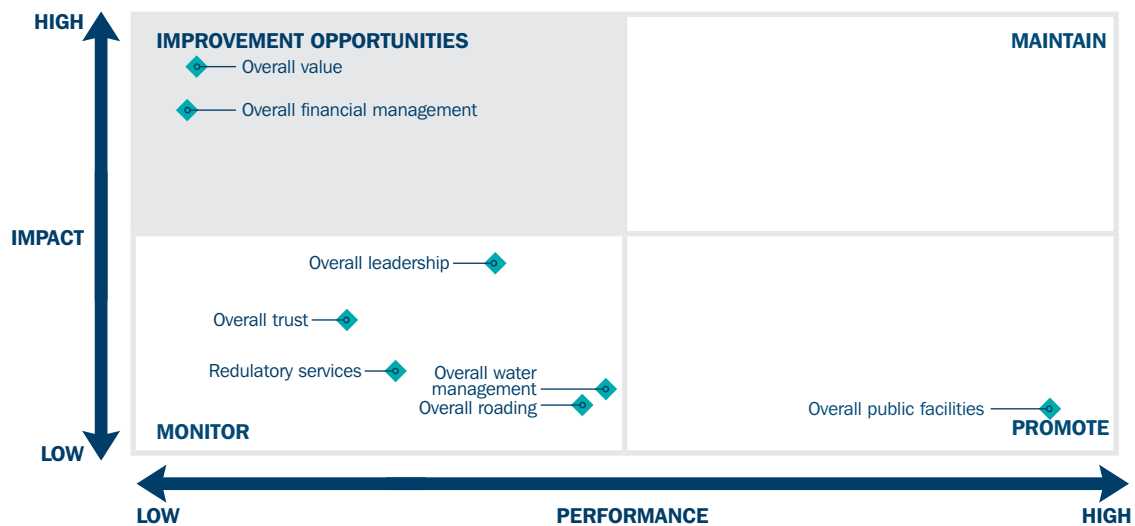 HIGH
IMPROVEMENT OPPORTUNITIES
MAINTAIN
Overall value
Overall financial management
IMPACT
Overall leadership
Overall trust
Redulatory services
Overall water
management
Overall roading
Overall public facilities
PROMOTE
MONITOR
LOW
LOW
PERFORMANCE
HIGH